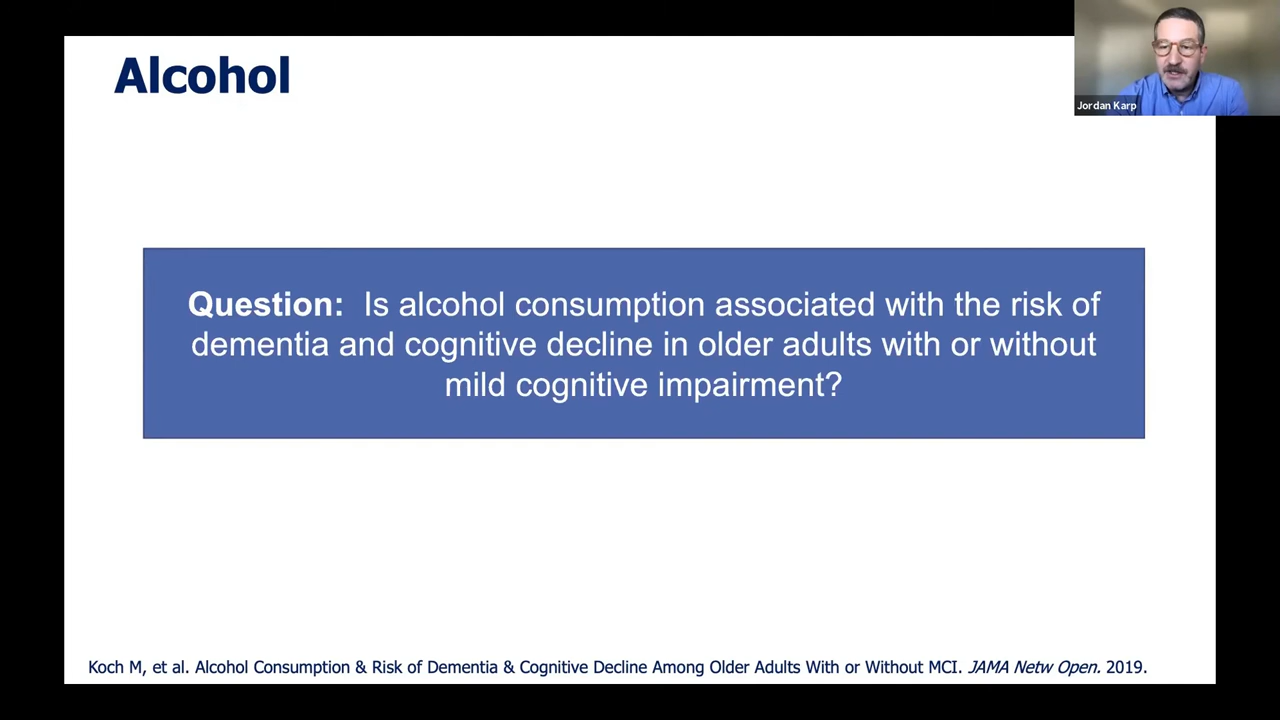 Alcohol
Jordan Karp
Question: Is alcohol consumption associated with the risk of
dementia and cognitive decline in older adults with or without
mild cognitive impairment?
Koch M, et al. Alcohol Consumption & Risk of Dementia & Cognitive Decline Among Older Adults With or Without MCI. JAMA Netw Open. 2019.